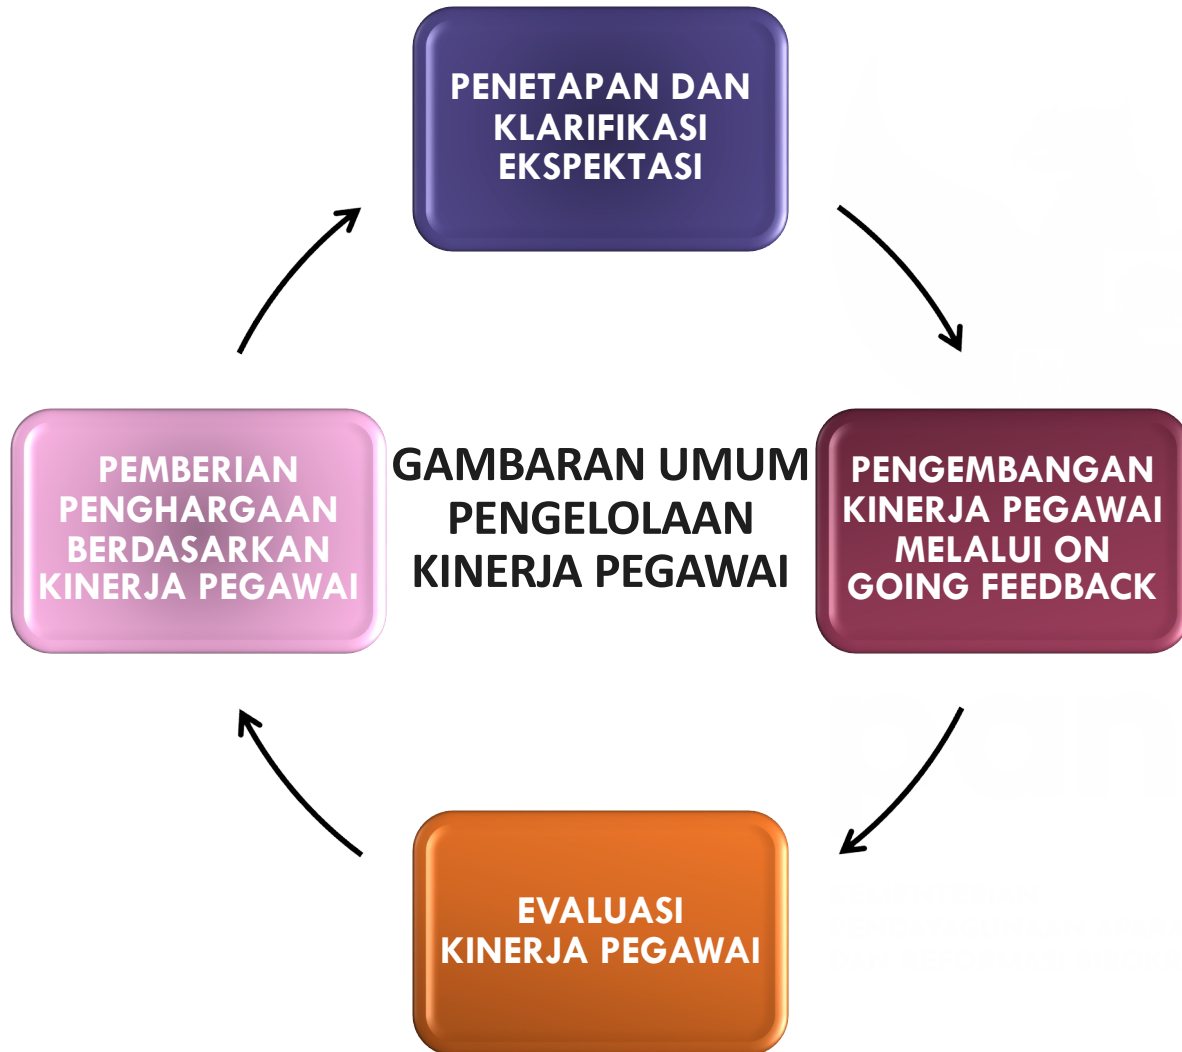 PENETAPAN DAN
KLARIFIKASI
EKSPEKTASI
PEMBERIAN
PENGHARGAAN
BERDASARKAN
KINERJA PEGAWAI
GAMBARAN UMUM
PENGELOLAAN
KINERJA PEGAWAI
PENGEMBANGAN
KINERJA PEGAWAI
MELALUI ON
GOING FEEDBACK
EVALUASI
KINERJA PEGAWAI